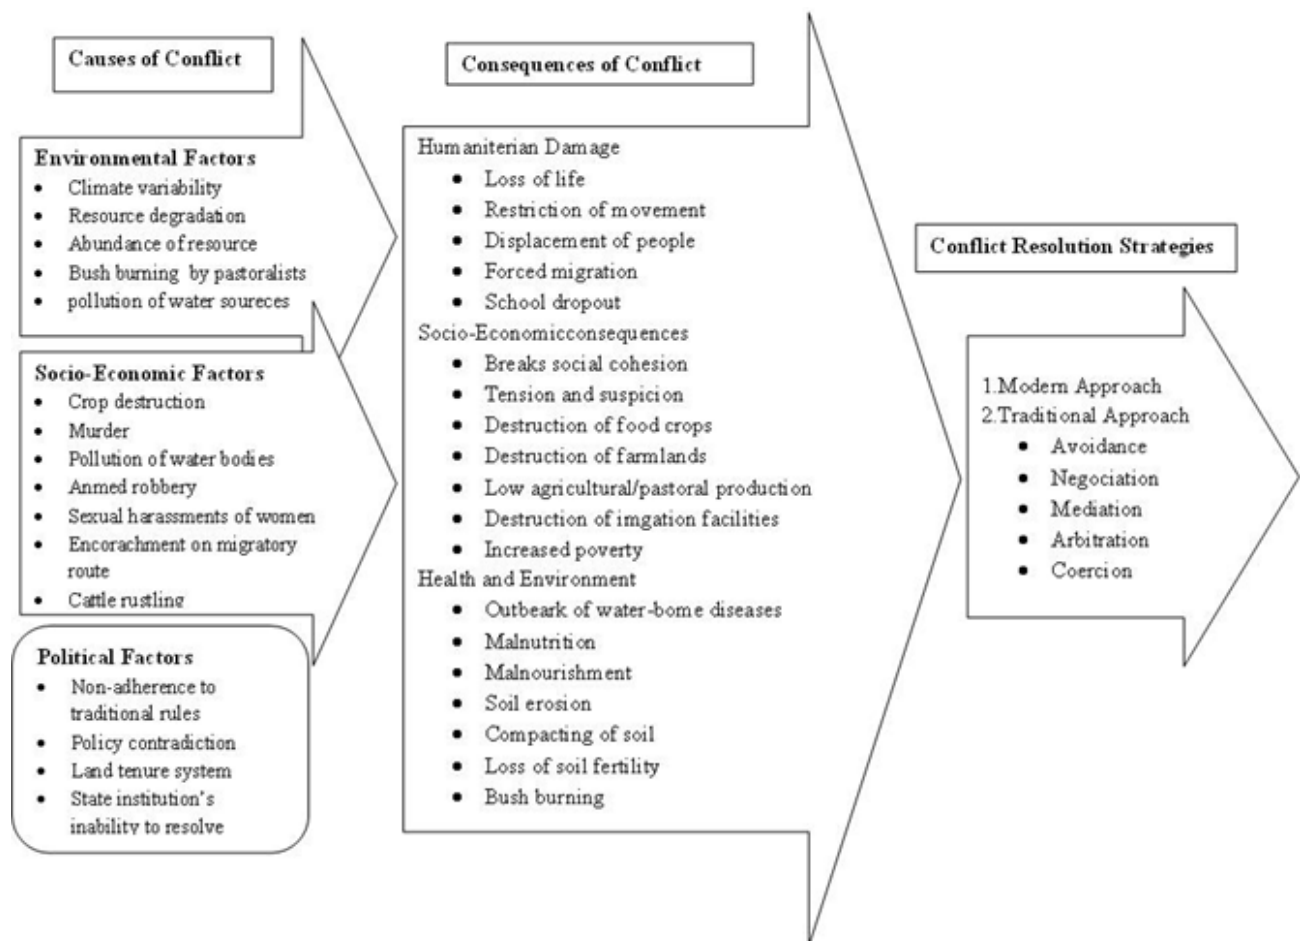 Causes of Conflict
Environmental Factors
• Climate variability
• Resource degradation
• Abundance of resource
• Bush burning by pastoralists
• pollution of water soureces
Socio-Economic Factors
• Crop destruction
• Murder
• Pollution of water bodies
• Anmed robbery
• Sexual harassments of women
• Encorachment on migratory
route
• Cattle rustling
Political Factors
• Non-adherence to
traditional rules
• Policy contradiction
• Land tenure system
• State institution's
inability to resolve
Consequences of Conflict
Humaniterian Damage
• Loss of life
• Restriction of movement
• Displacement of people
• Forced migration
• School dropout
Socio-Economicconsequences
• Breaks social cohesion
• Tension and suspicion
• Destruction of food crops
• Destruction of farmlands
• Low agricultural/pastoral production
• Destruction of imgation facilities
• Increased poverty
Health and Environment
• Outbeark of water-bome diseases
• Malnutrition
• Malnourishment
• Soil erosion
• Compacting of soil
• Loss of soil fertility
• Bush burning
Conflict Resolution Strategies
1.Modern Approach
2.Traditional Approach
• Avoidance
• Negociation
• Mediation
• Arbitration
• Coercion